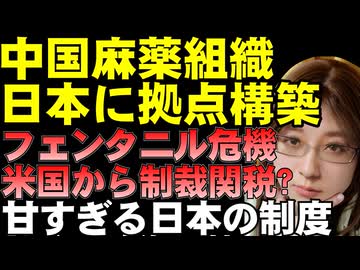 中国麻薬組織
日本に拠点構築
フェンタニル危機
米国から制裁関税?
甘すぎる日本の制度